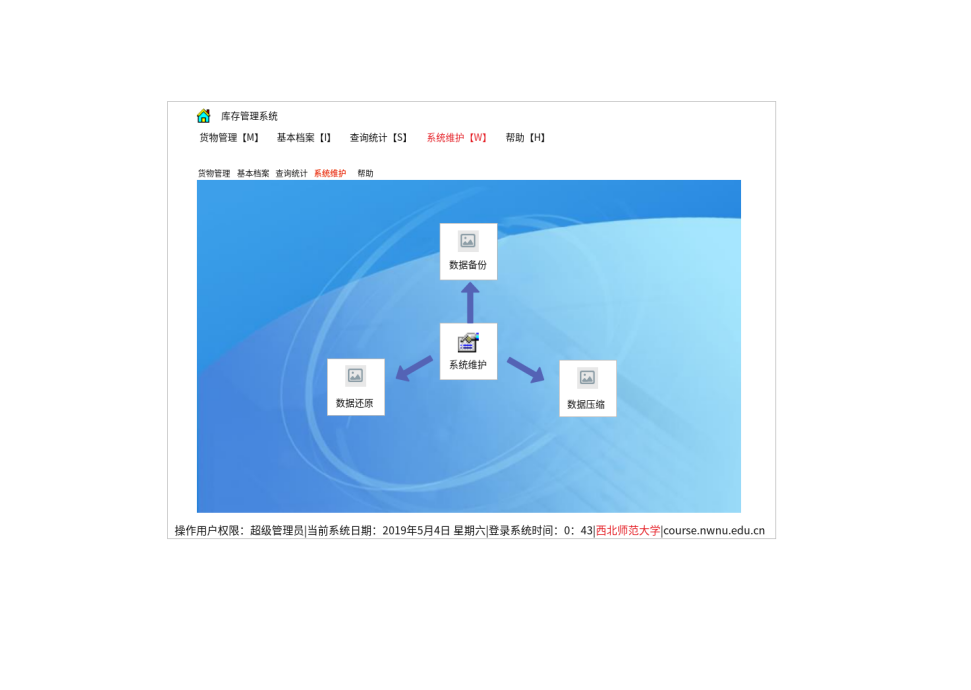 库存管理系统
货物管理【M】 基本档案【I】 查询统计【S】 系统维护【W】 帮助【H】
货物管理 基本档案 查询统计 系统维护 帮助
数据备份
系统维护
数据还原
数据压缩
操作用户权限：超级管理员|当前系统日期：2019年5月4日 星期六|登录系统时间：0：43|西北师范大学|course.nwnu.edu.cn